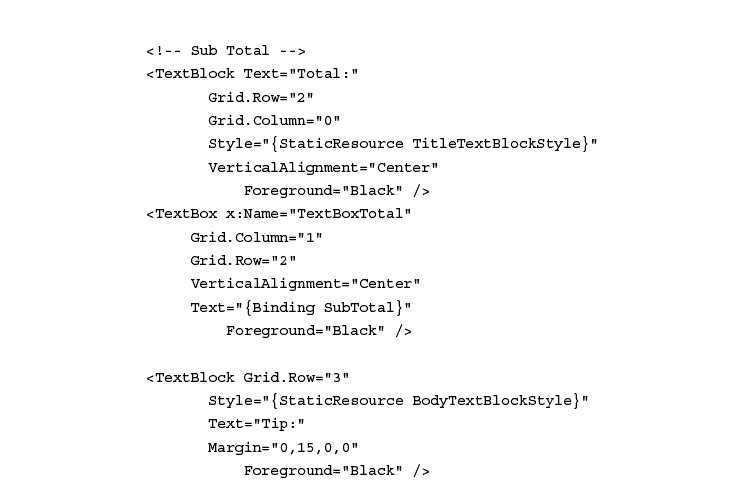 <!-- Sub Total -->
<TextBlock Text="Total:"
Grid.Row="2"
Grid.Column="0"
Style="{StaticResource TitleTextBlockStyle}"
VerticalAlignment="Center"
Foreground="Black" />
<TextBox x:Name="TextBoxTotal"
Grid.Column="1"
Grid.Row="2"
VerticalAlignment="Center"
Text="{Binding SubTotal}"
Foreground="Black" />
<TextBlock Grid.Row="3"
Style="{StaticResource BodyTextBlockStyle}"
Text="Tip:"
Margin="0,15,0,0"
Foreground="Black" />